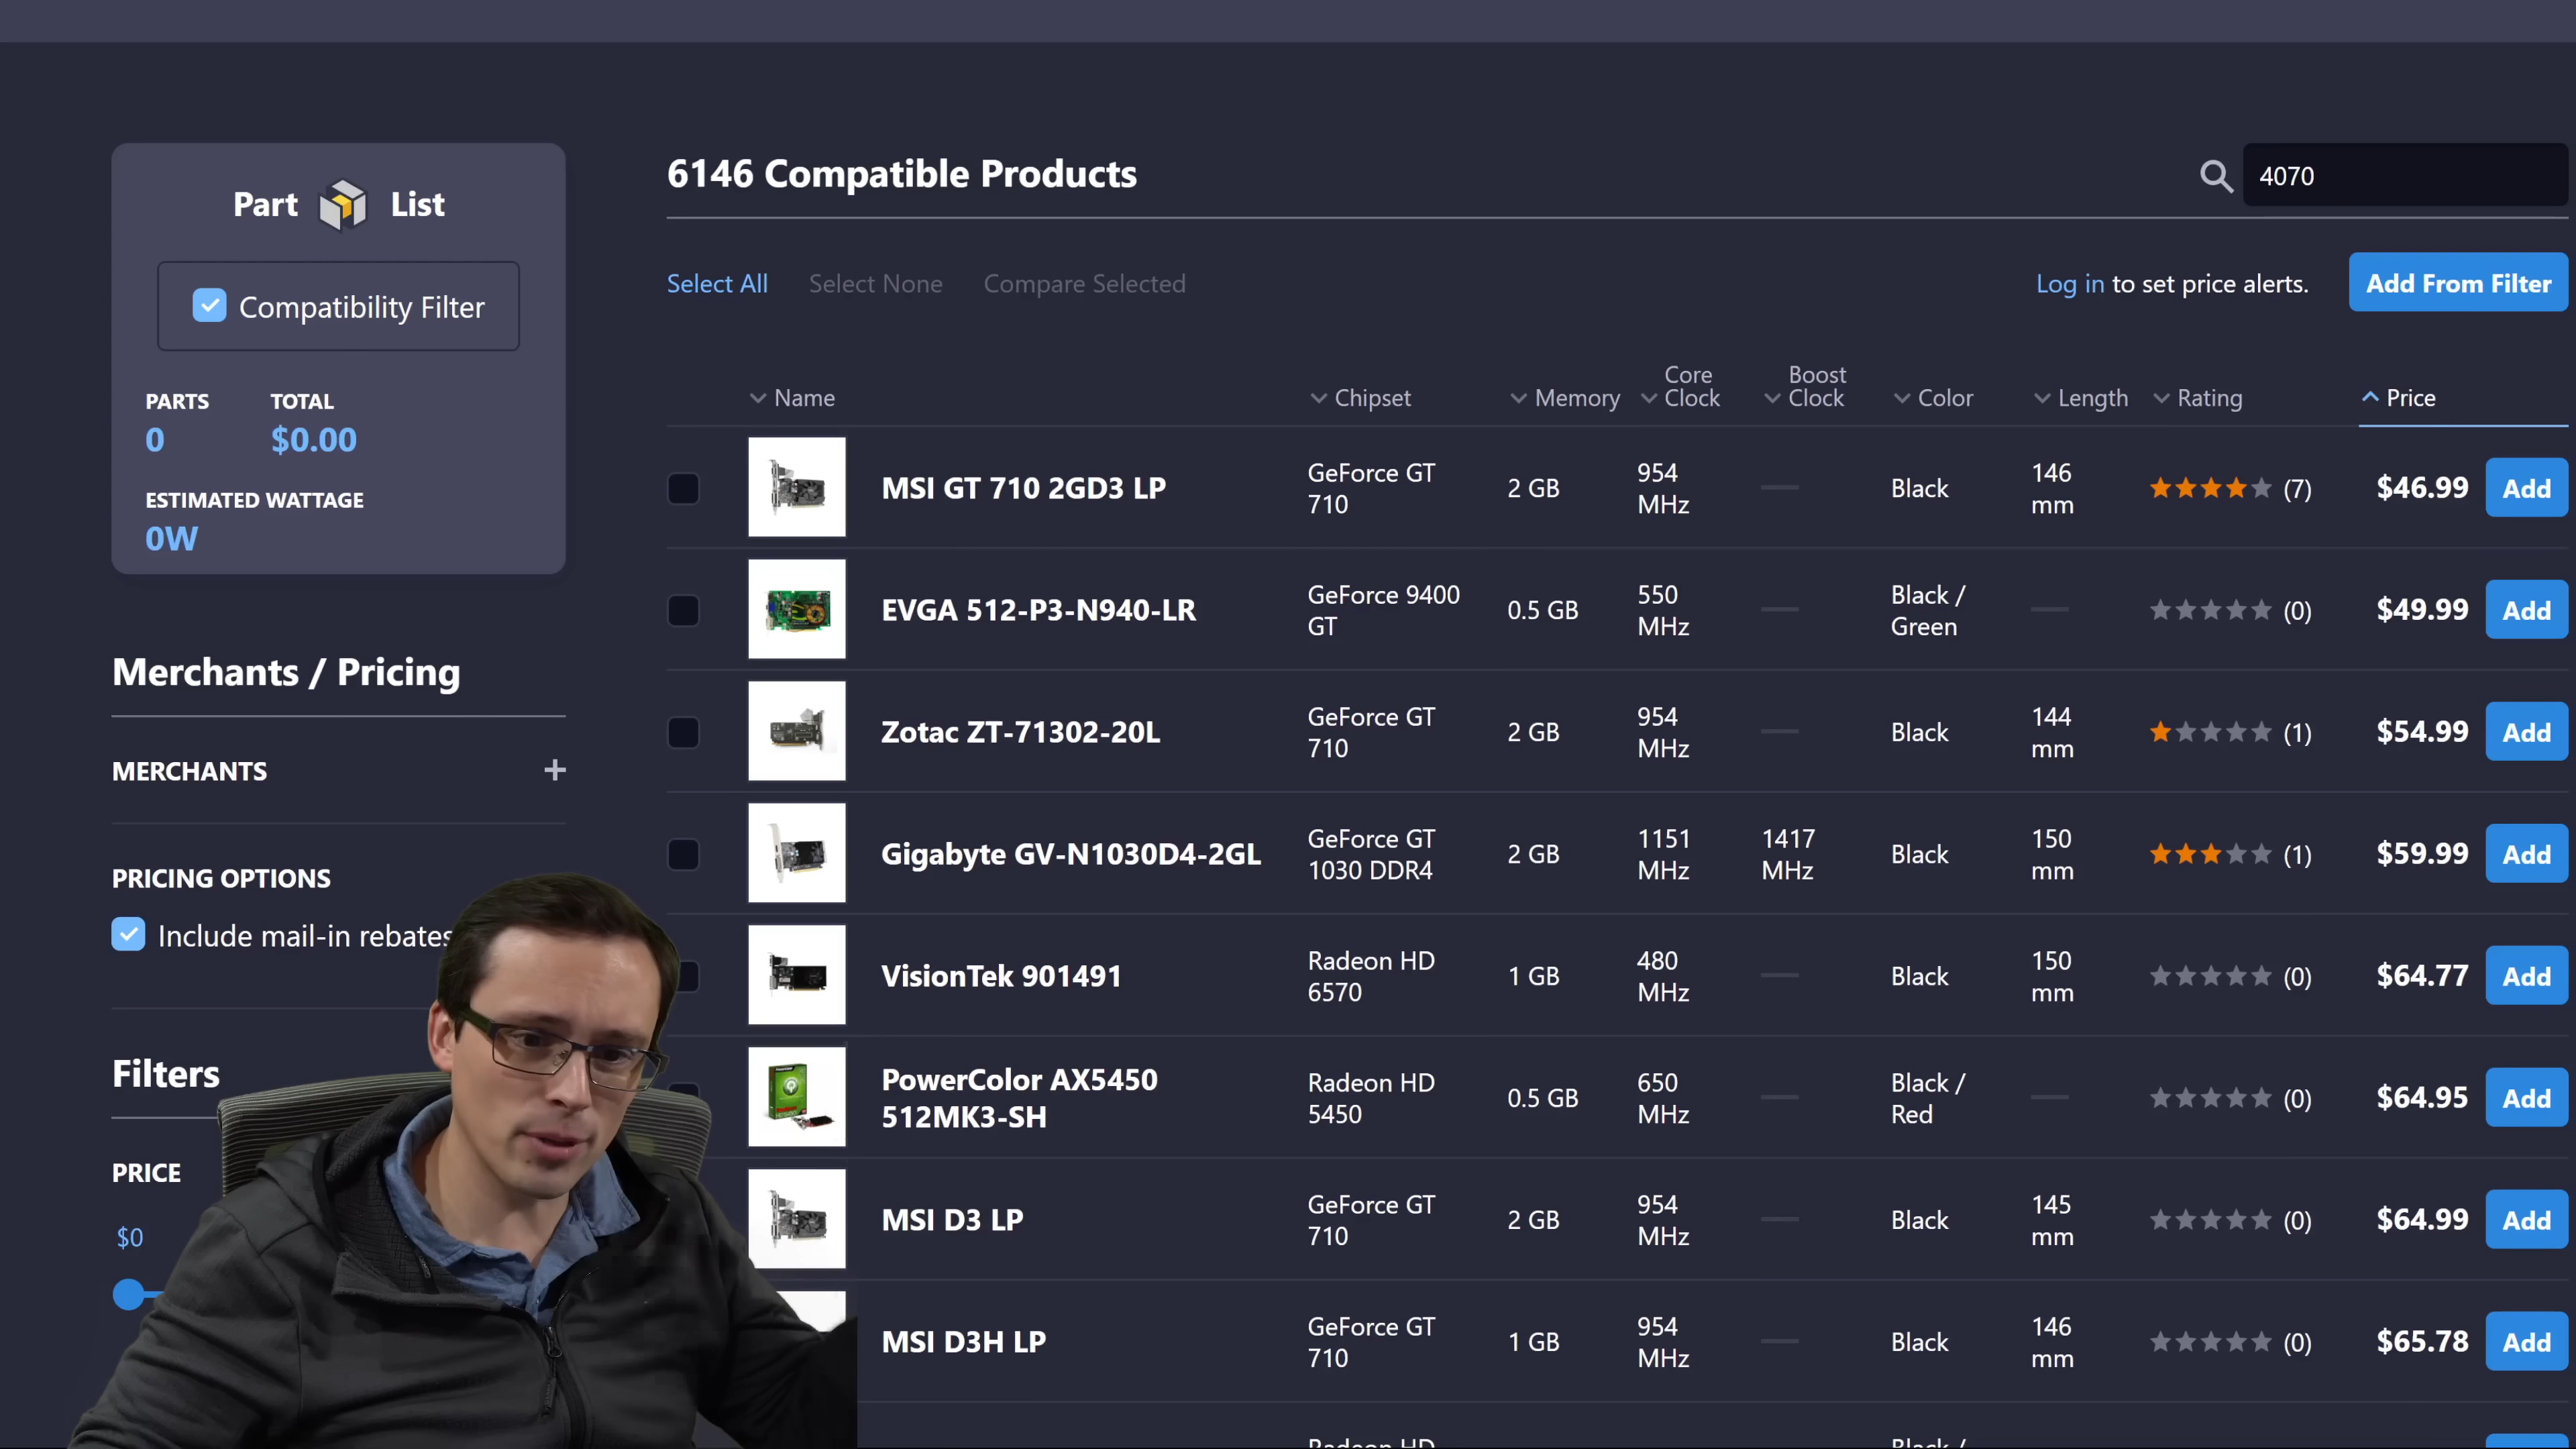 Part List
Compatibility Filter
PARTS TOTAL
0 $0.00
ESTIMATED WATTAGE
0W
Merchants / Pricing
MERCHANTS
PRICING OPTIONS
Include mail-in rebates
Filters
PRICE
$0
6146 Compatible Products
4070
Select All Select None Compare Selected
Log in to set price alerts. Add From Filter
Name Chipset Memory Core Clock Boost Clock Color Length Rating Price
MSI GT 710 2GD3 LP GeForce GT 710 2 GB 954 MHz Black 146 mm (7) $46.99 Add
EVGA 512-P3-N940-LR GeForce 9400 GT 0.5 GB 550 MHz Black / Green (0) $49.99 Add
Zotac ZT-71302-20L GeForce GT 710 2 GB 954 MHz Black 144 mm (1) $54.99 Add
Gigabyte GV-N1030D4-2GL GeForce GT 1030 DDR4 2 GB 1151 MHz 1417 MHz Black 150 mm (1) $59.99 Add
VisionTek 901491 Radeon HD 6570 1 GB 480 MHz Black 150 mm (0) $64.77 Add
PowerColor AX5450 512MK3-SH Radeon HD 5450 0.5 GB 650 MHz Black / Red (0) $64.95 Add
MSI D3 LP GeForce GT 710 2 GB 954 MHz Black 145 mm (0) $64.99 Add
MSI D3H LP GeForce GT 710 1 GB 954 MHz Black 146 mm (0) $65.78 Add
Radeon HD Black /